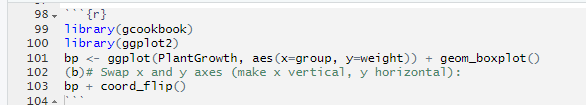 98 ```{r}
99 library(gcookbook)
100 library(ggplot2)
101 bp <- ggplot(PlantGrowth, aes(x=group, y=weight)) + geom_boxplot()
102 (b)# Swap x and y axes (make x vertical, y horizontal):
103 bp + coord_flip()
104 ```